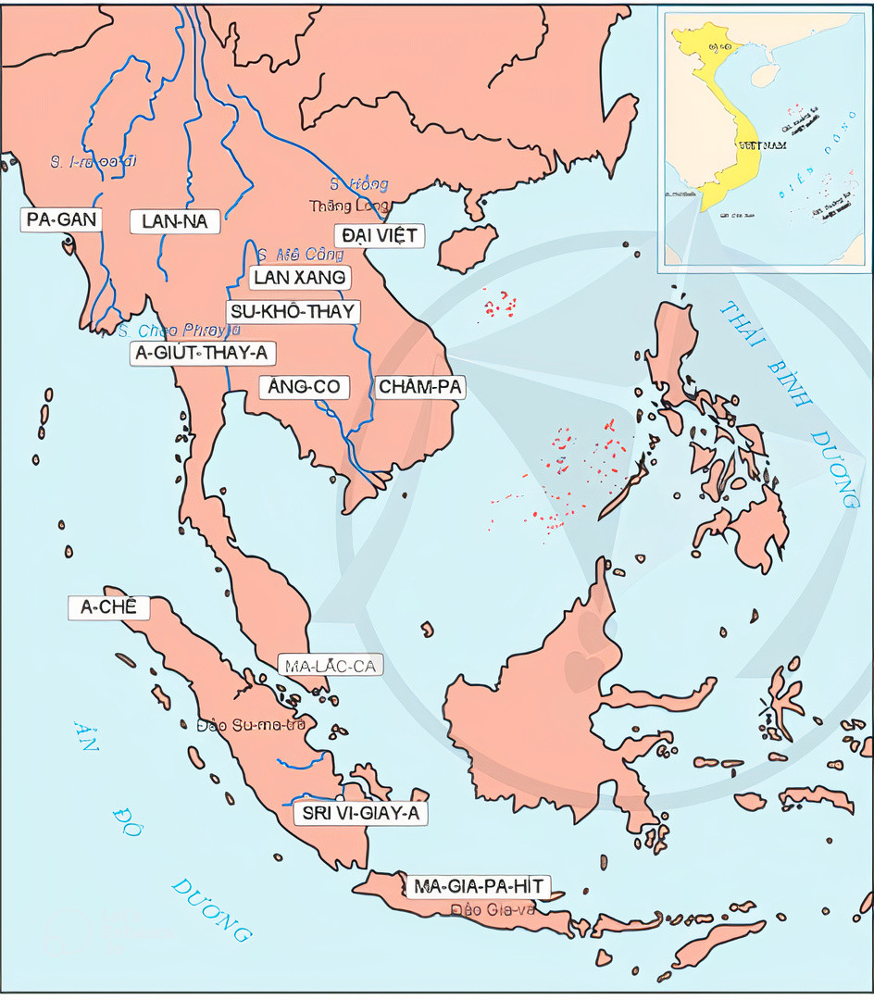 S. I-ra-oa-đi
S. Hồng
Thăng Long
PA-GAN
LAN-NA
ĐẠI VIỆT
S. Mê Công
LAN XANG
SU-KHÔ-THAY
S. Chao Phray-a
A-GIÚT-THAY-A
ĂNG-CO
CHĂM-PA
VIỆT NAM
BIỂN ĐÔNG
THÁI BÌNH DƯƠNG
A-CHÊ
MA-LẮC-CA
Đảo Su-ma-tra
SRI VI-GIAY-A
MA-GIA-PA-HÍT
Đảo Gia-va
ẤN
ĐỘ
DƯƠNG